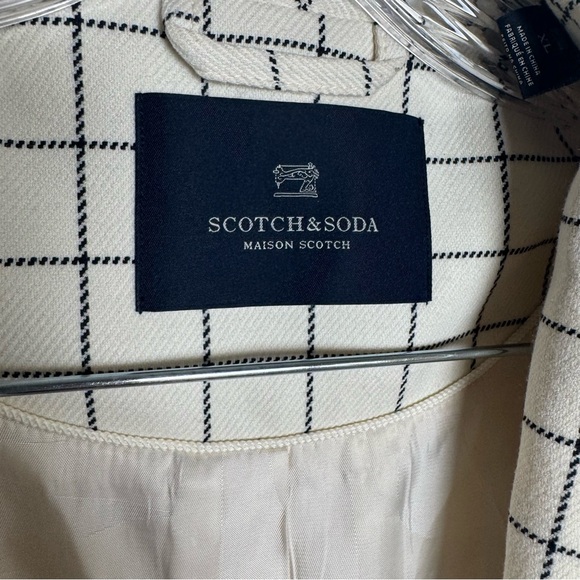 SCOTCH&SODA
MAISON SCOTCH
XL
MADE IN CHINA
FABRIQUÉ EN CHINE